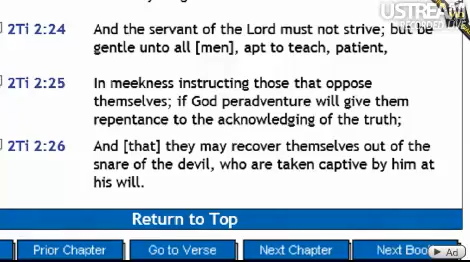 USTREAM
RECORDED LIVE
2Ti 2:24 And the servant of the Lord must not strive; but be
gentle unto all [men], apt to teach, patient,
2Ti 2:25 In meekness instructing those that oppose
themselves; if God peradventure will give them
repentance to the acknowledging of the truth;
2Ti 2:26 And [that] they may recover themselves out of the
snare of the devil, who are taken captive by him at
his will.
Return to Top
Prior Chapter Go to Verse Next Chapter Next Boo Ad